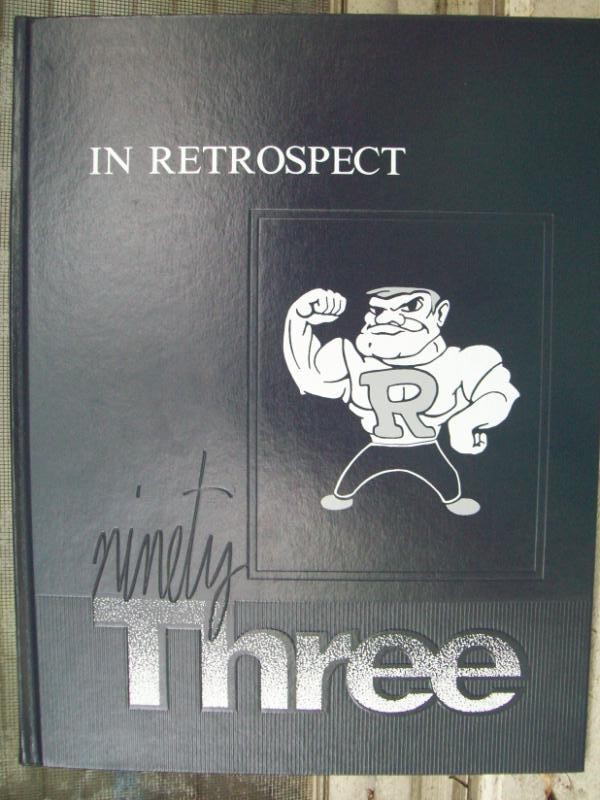 IN RETROSPECT
R
ninety
Three